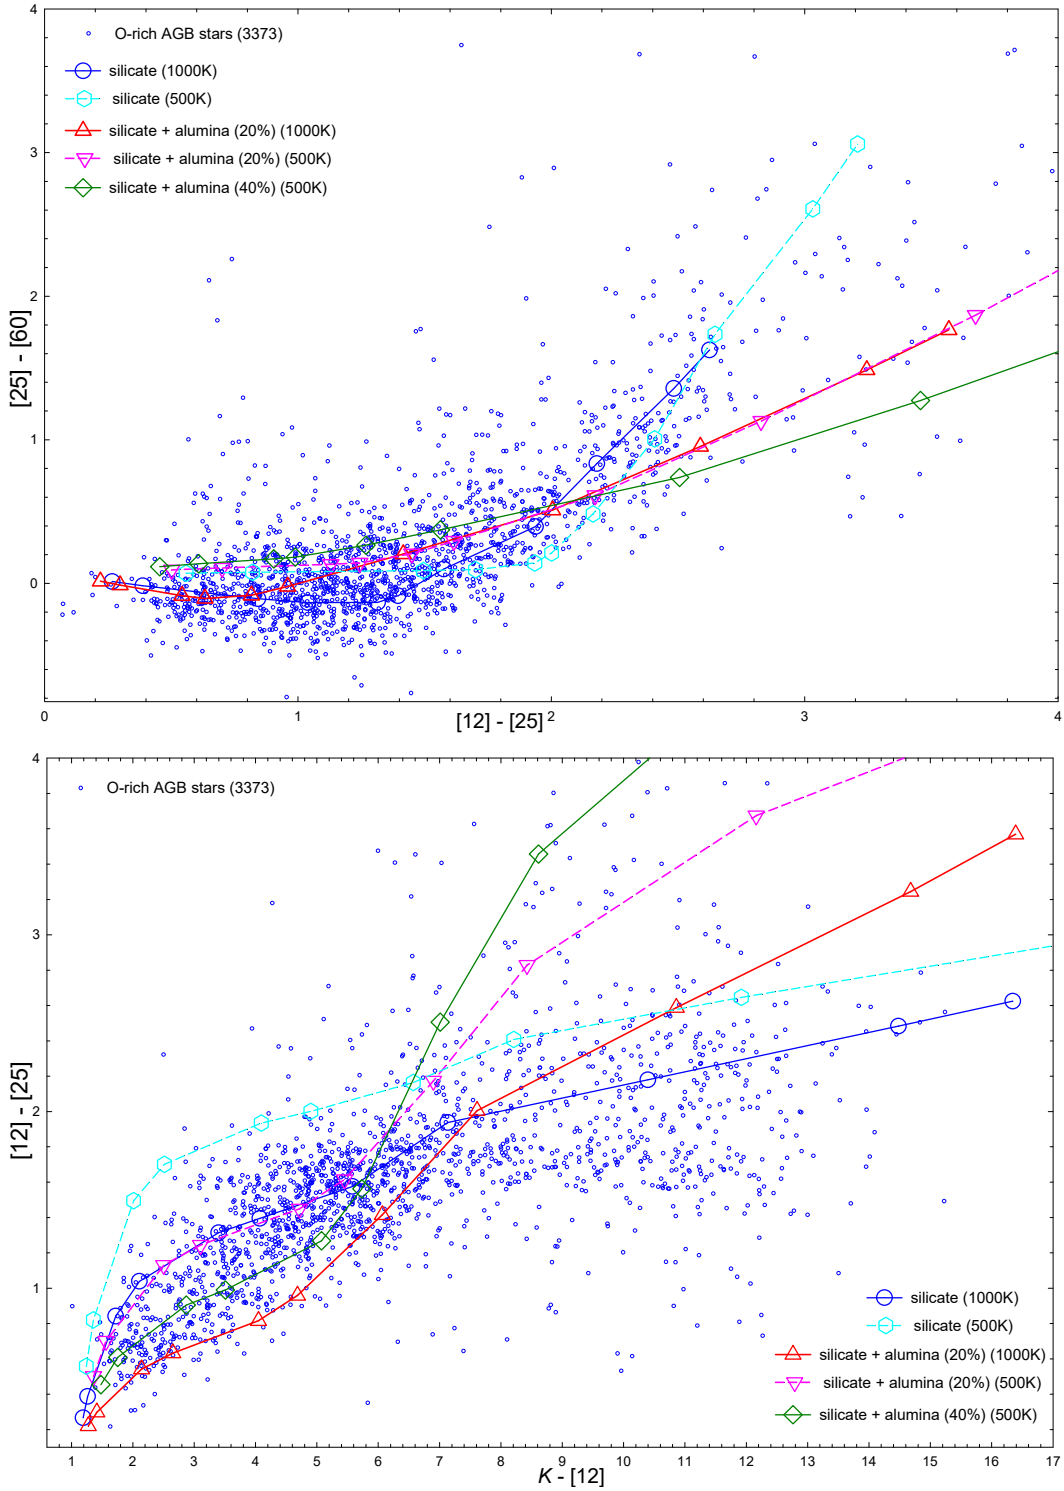 4
O-rich AGB stars (3373)
silicate (1000K)
silicate (500K)
silicate + alumina (20%) (1000K)
silicate + alumina (20%) (500K)
silicate + alumina (40%) (500K)
3
2
1
0
[25] - [60]
0 1 2 3 4
[12] - [25]
4
O-rich AGB stars (3373)
3
2
1
[12] - [25]
silicate (1000K)
silicate (500K)
silicate + alumina (20%) (1000K)
silicate + alumina (20%) (500K)
silicate + alumina (40%) (500K)
1 2 3 4 5 6 7 8 9 10 11 12 13 14 15 16 17
K - [12]